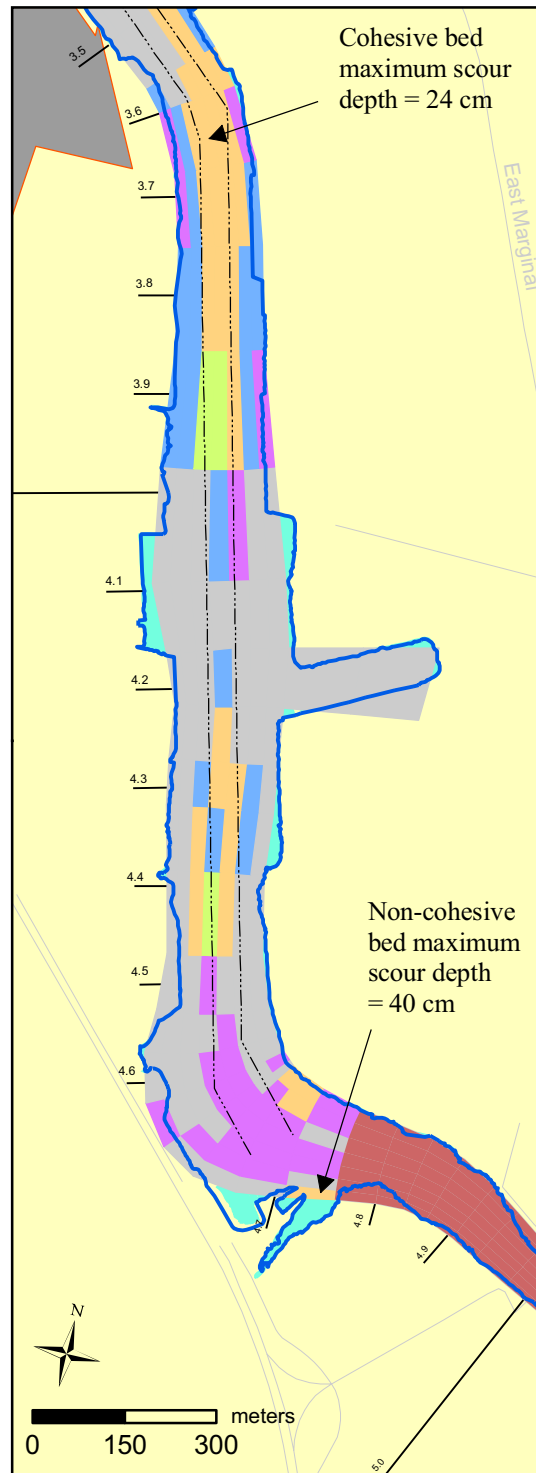 Cohesive bed
maximum scour
depth = 24 cm
3.5
3.6
East Marginal
3.7
3.8
3.9
4.1
4.2
4.3
4.4
Non-cohesive
bed maximum
scour depth
= 40 cm
4.5
4.6
4.7
4.8
4.9
5.0
N
meters
0 150 300